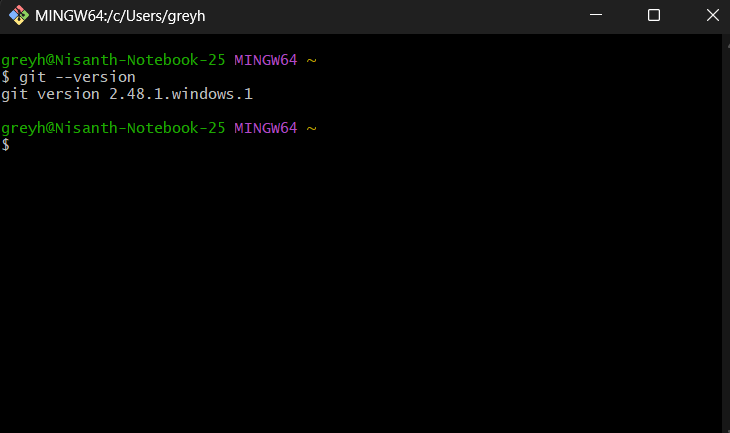 MINGW64:/c/Users/greyh
greyh@Nisanth-Notebook-25 MINGW64 ~
$ git --version
git version 2.48.1.windows.1
greyh@Nisanth-Notebook-25 MINGW64 ~
$